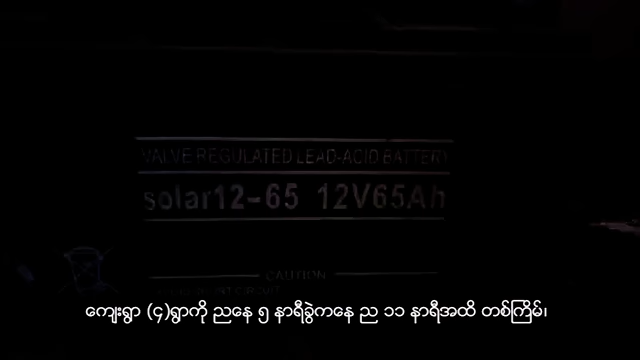 VALVE REGULATED LEAD-ACID BATTERY
solar12-65 12V65Ah
CAUTION
ကျေးရွာ (၄)ရွာကို ညနေ ၅ နာရီခွဲကနေ ည ၁၁ နာရီအထိ တစ်ကြိမ်၊